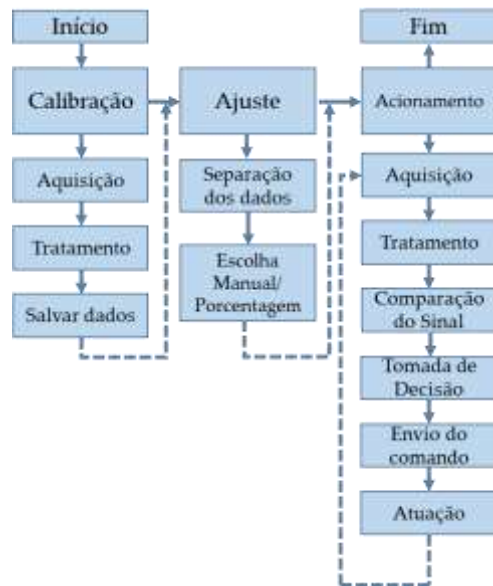 Início
Calibração
Aquisição
Tratamento
Salvar dados
Ajuste
Separação
dos dados
Escolha
Manual/
Porcentagem
Fim
Acionamento
Aquisição
Tratamento
Comparação
do Sinal
Tomada de
Decisão
Envio do
comando
Atuação